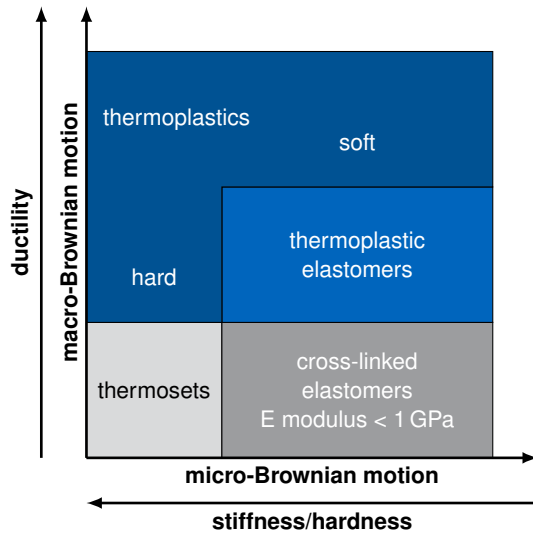 ductility
macro-Brownian motion
thermoplastics
soft
thermoplastic
elastomers
hard
thermosets
cross-linked
elastomers
E modulus < 1 GPa
micro-Brownian motion
stiffness/hardness